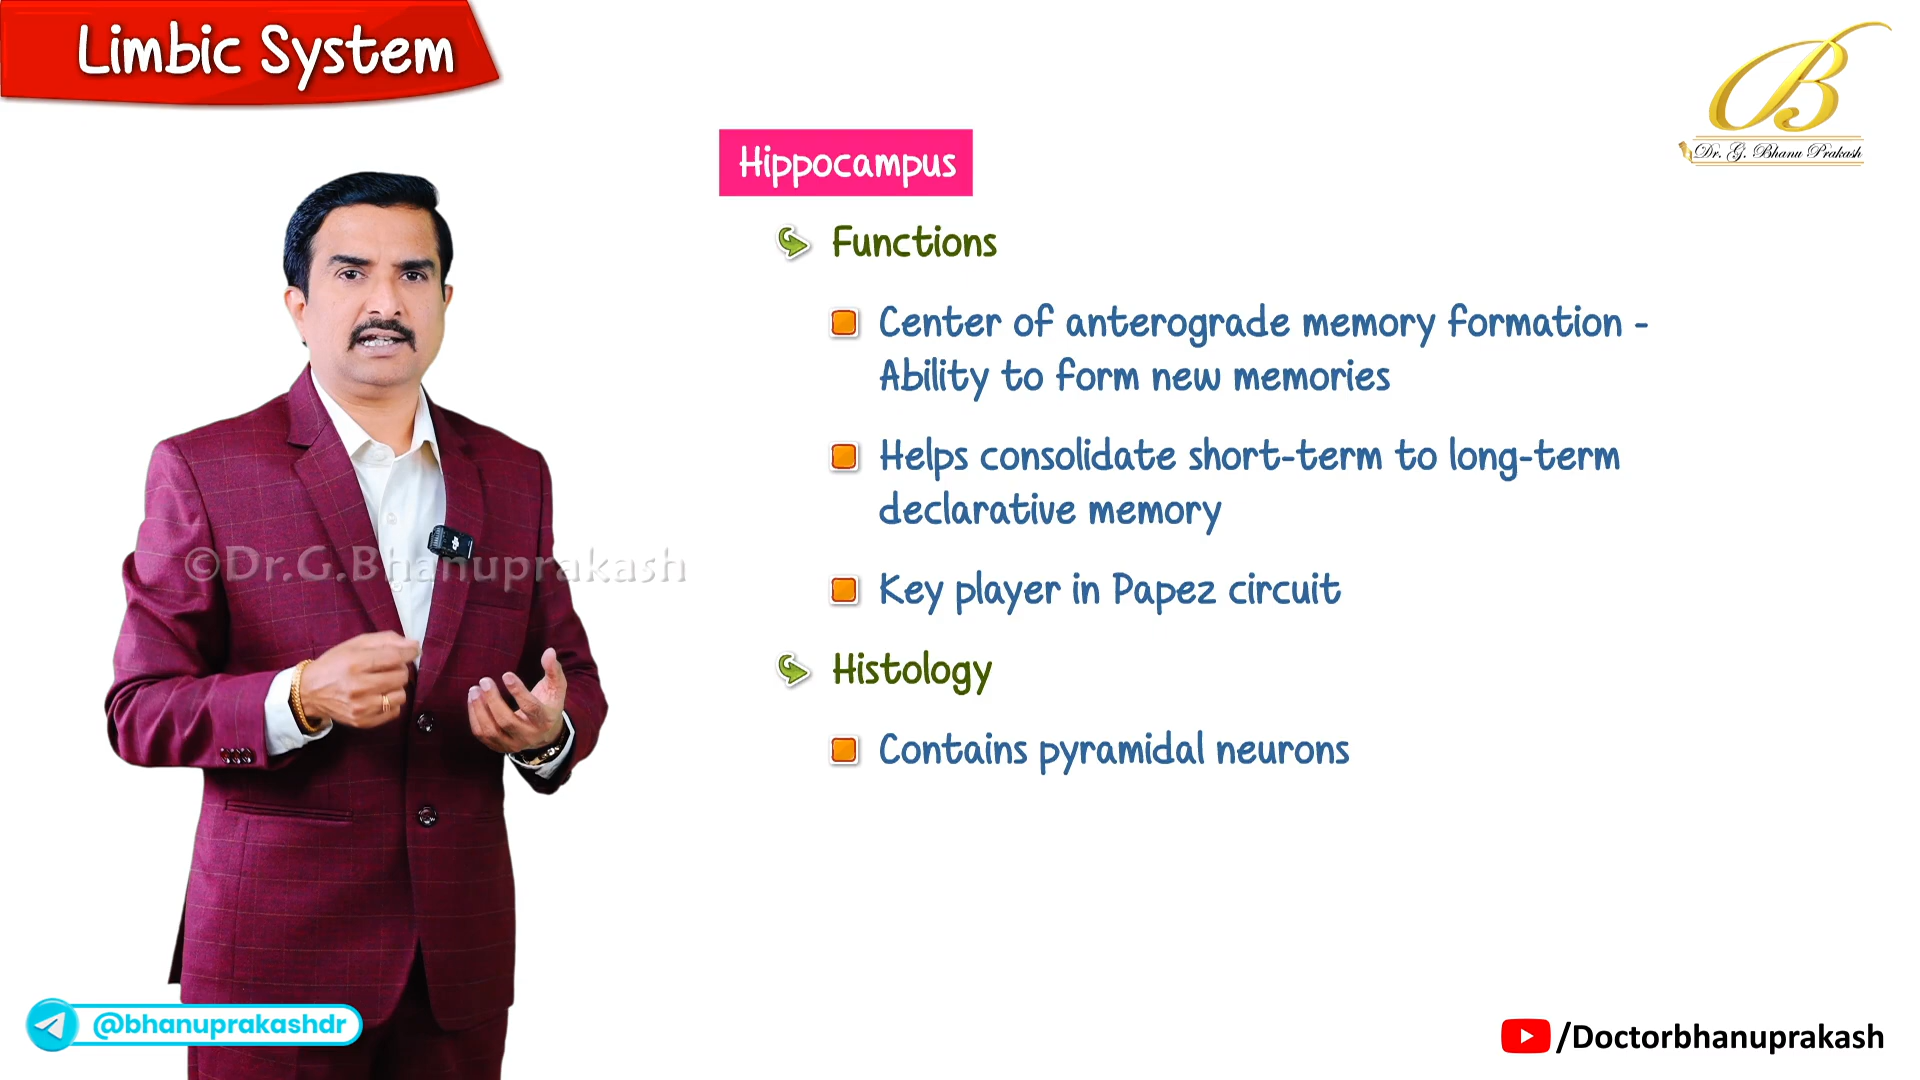 Limbic System
Dr. G. Bhanu Prakash
Hippocampus
Functions
Center of anterograde memory formation -
Ability to form new memories
Helps consolidate short-term to long-term
declarative memory
©Dr.G.Bhanuprakash
Key player in Papez circuit
Histology
Contains pyramidal neurons
@bhanuprakashdr
/Doctorbhanuprakash